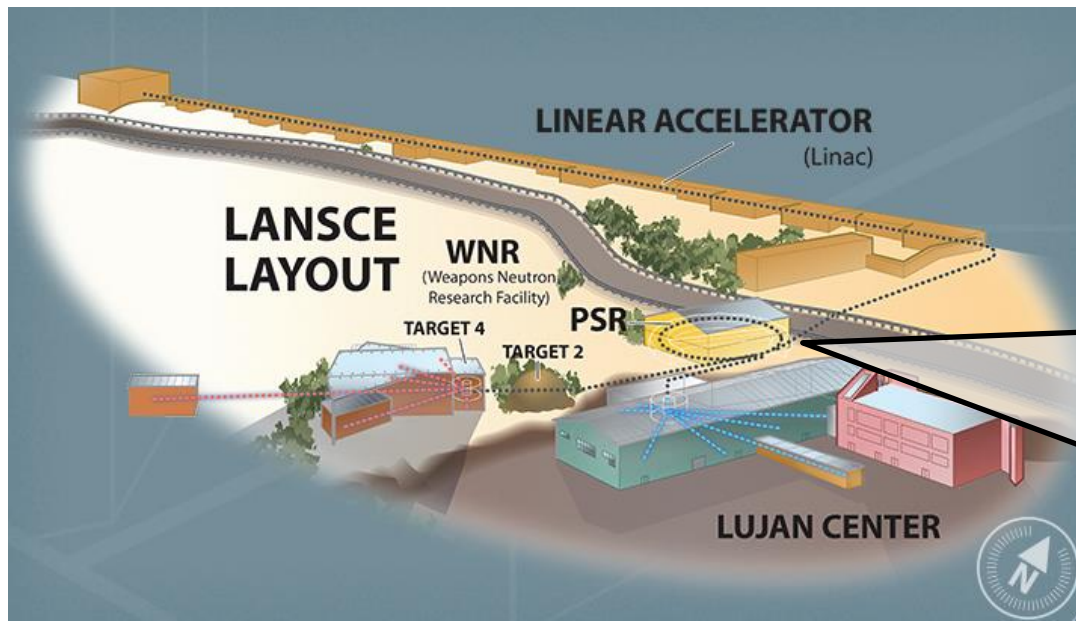 LINEAR ACCELERATOR
(Linac)
LANSCE
LAYOUT
WNR
(Weapons Neutron
Research Facility)
PSR
TARGET 4
TARGET 2
LUJAN CENTER
N